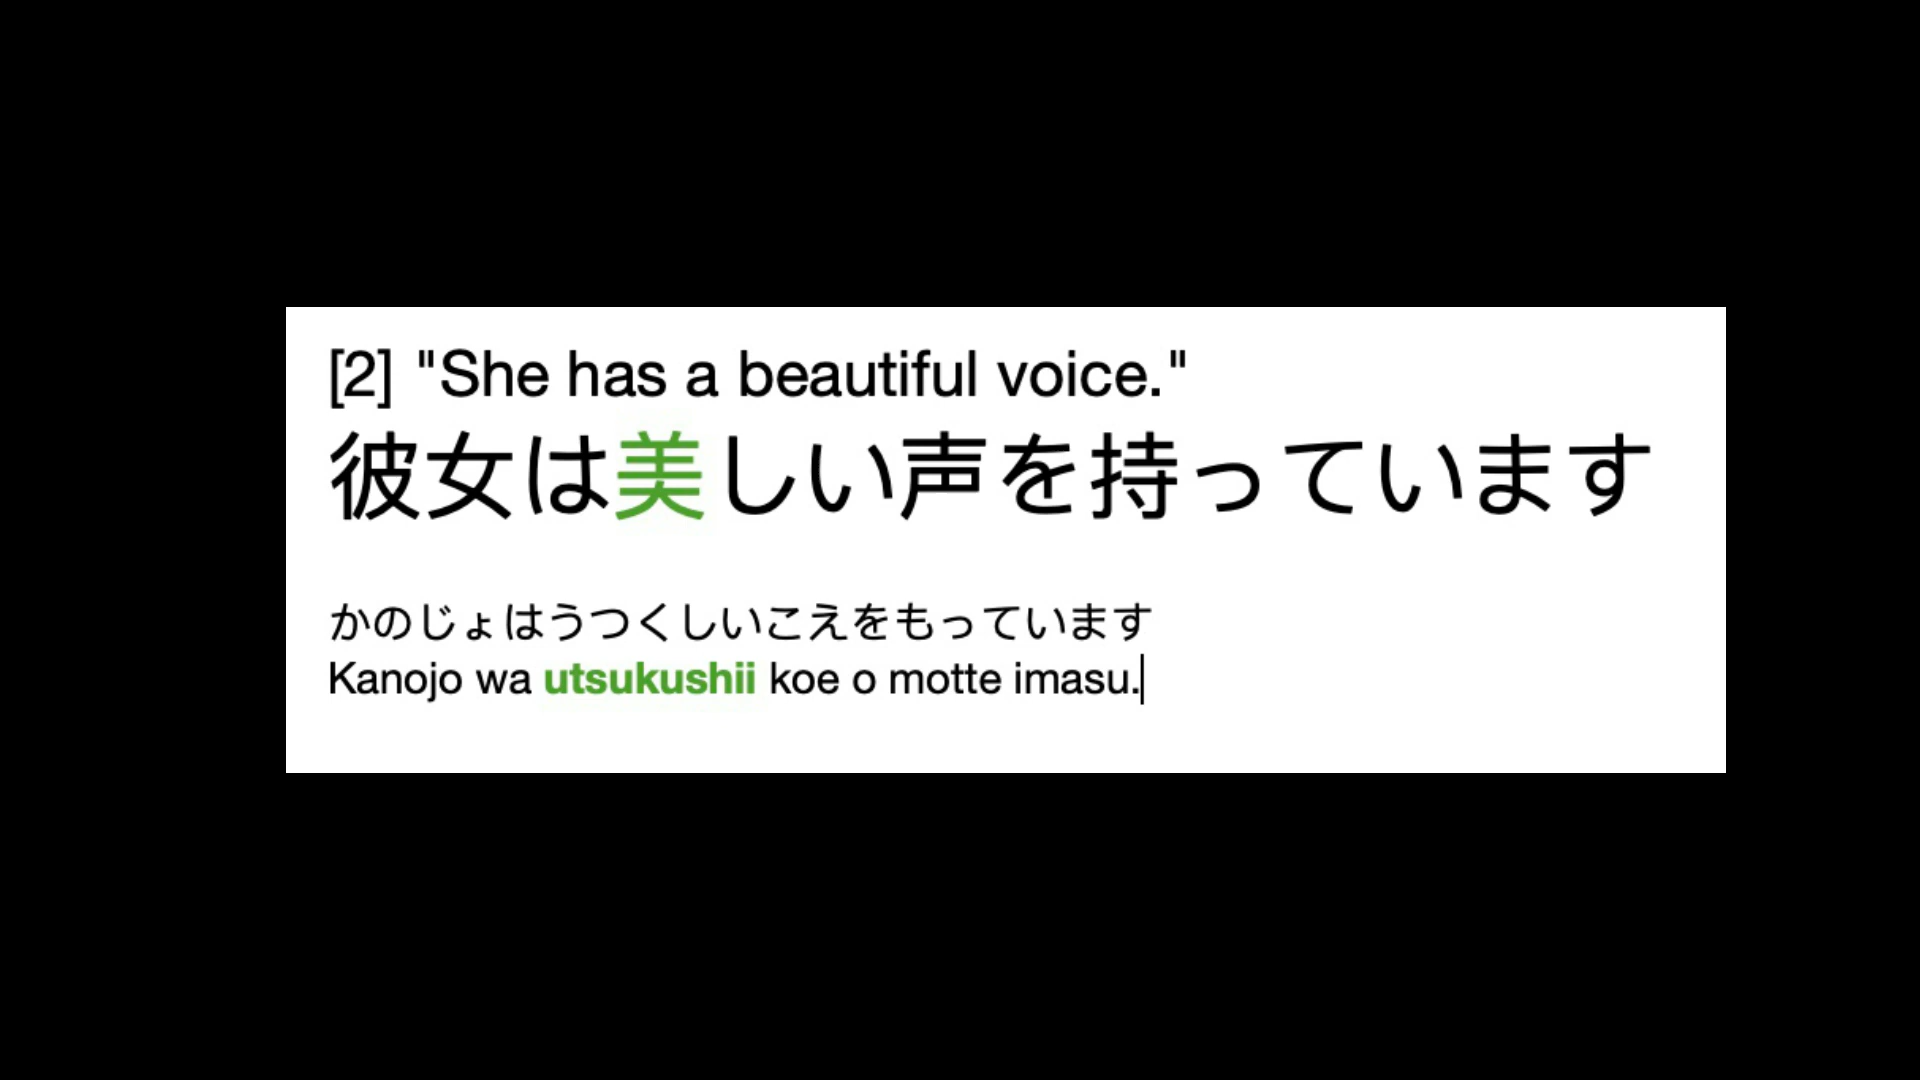 [2] "She has a beautiful voice."
彼女は美しい声を持っています
かのじょはうつくしいこえをもっています
Kanojo wa utsukushii koe o motte imasu.